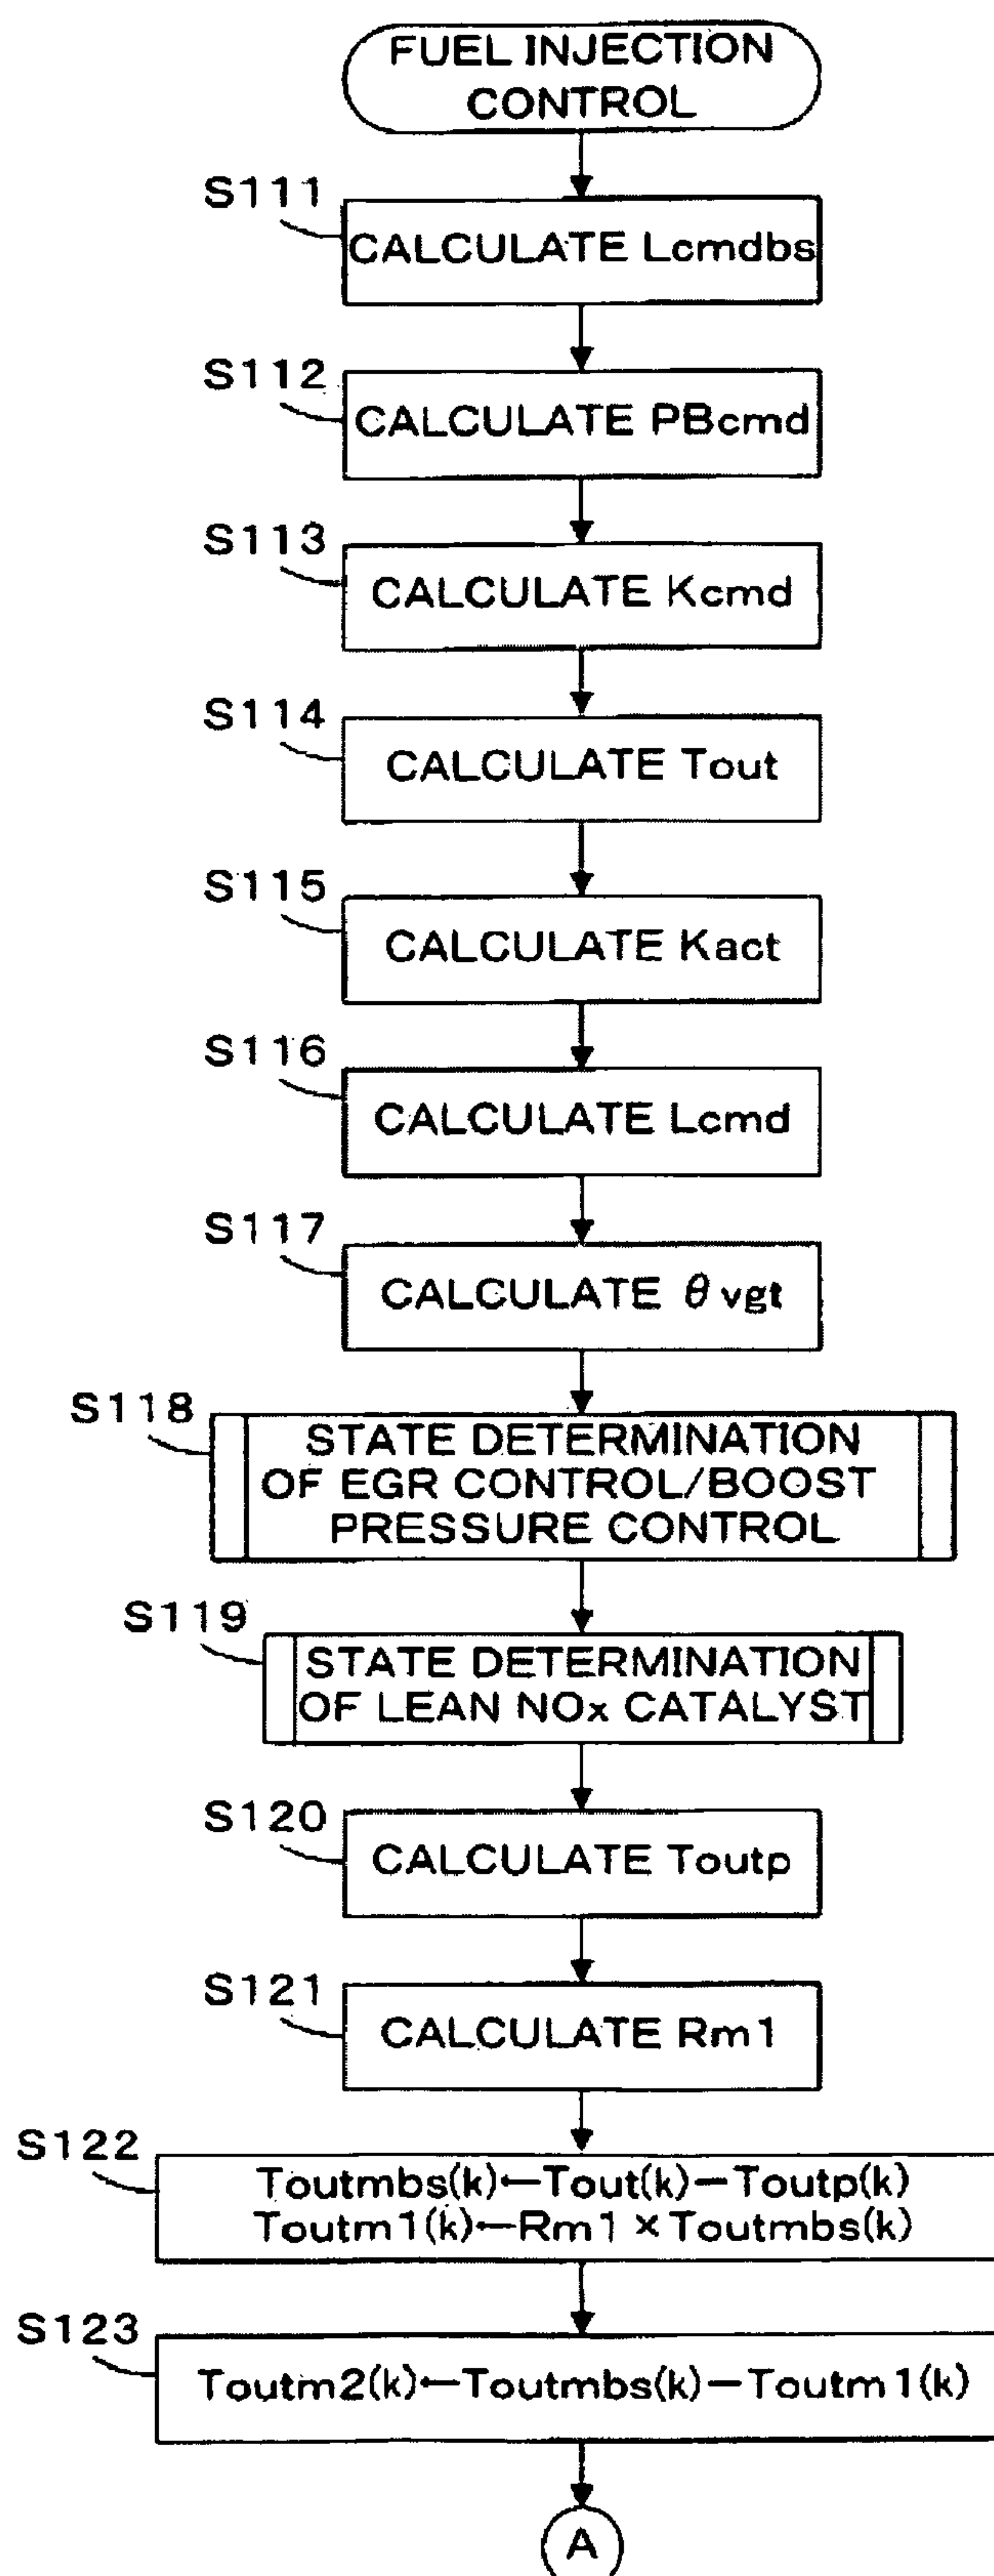 FUEL INJECTION
CONTROL
S111
CALCULATE Lcmdbs
S112
CALCULATE PBcmd
S113
CALCULATE Kcmd
S114
CALCULATE Tout
S115
CALCULATE Kact
S116
CALCULATE Lcmd
S117
CALCULATE θvgt
S118
STATE DETERMINATION
OF EGR CONTROL/BOOST
PRESSURE CONTROL
S119
STATE DETERMINATION
OF LEAN NOx CATALYST
S120
CALCULATE Toutp
S121
CALCULATE Rm1
S122
Toutmbs(k)←Tout(k)−Toutp(k)
Toutm1(k)←Rm1×Toutmbs(k)
S123
Toutm2(k)←Toutmbs(k)−Toutm1(k)
A